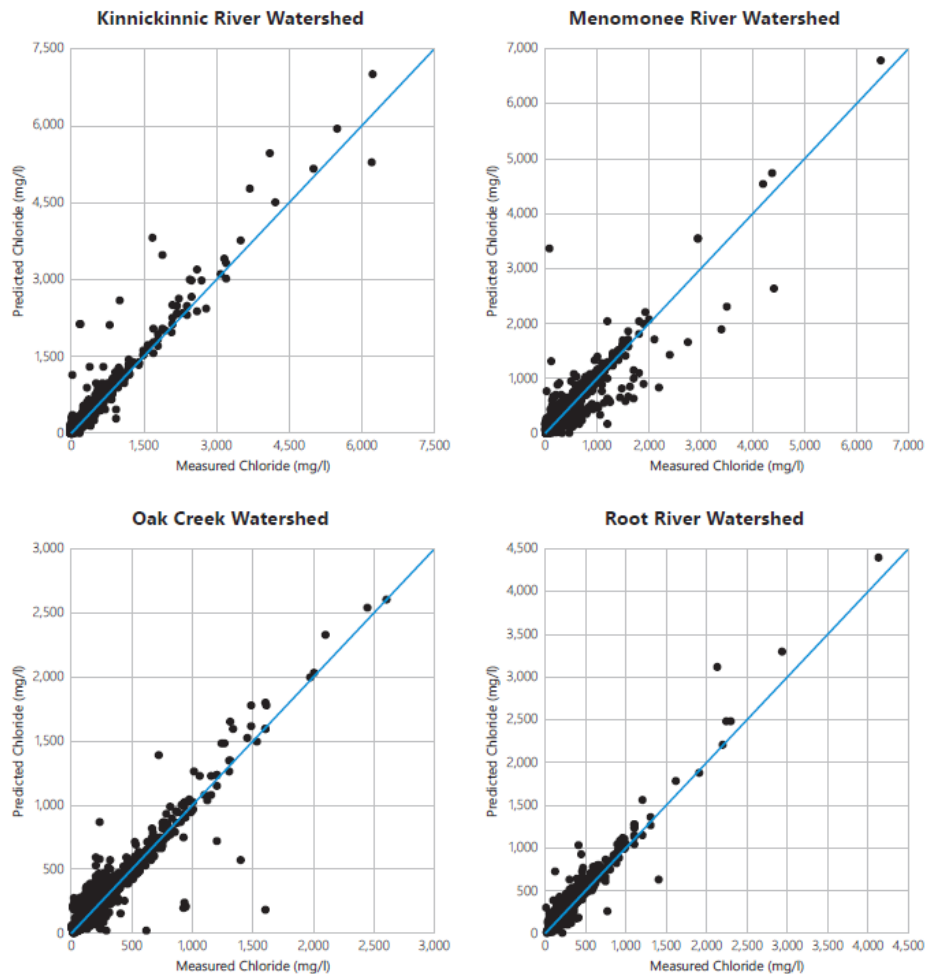 Kinnickinnic River Watershed
7,500
6,000
4,500
3,000
1,500
0
Predicted Chloride (mg/l)
0 1,500 3,000 4,500 6,000 7,500
Measured Chloride (mg/l)
Menomonee River Watershed
7,000
6,000
5,000
4,000
3,000
2,000
1,000
0
Predicted Chloride (mg/l)
0 1,000 2,000 3,000 4,000 5,000 6,000 7,000
Measured Chloride (mg/l)
Oak Creek Watershed
3,000
2,500
2,000
1,500
1,000
500
0
Predicted Chloride (mg/l)
0 500 1,000 1,500 2,000 2,500 3,000
Measured Chloride (mg/l)
Root River Watershed
4,500
4,000
3,500
3,000
2,500
2,000
1,500
1,000
500
0
Predicted Chloride (mg/l)
0 500 1,000 1,500 2,000 2,500 3,000 3,500 4,000 4,500
Measured Chloride (mg/l)